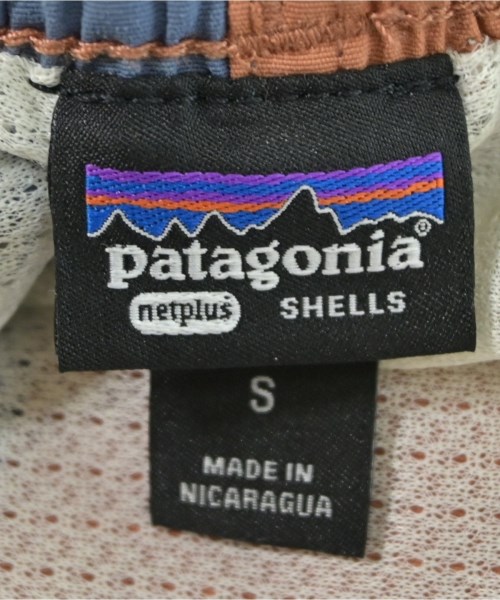 patagonia®
netplus® SHELLS
S
MADE IN
NICARAGUA